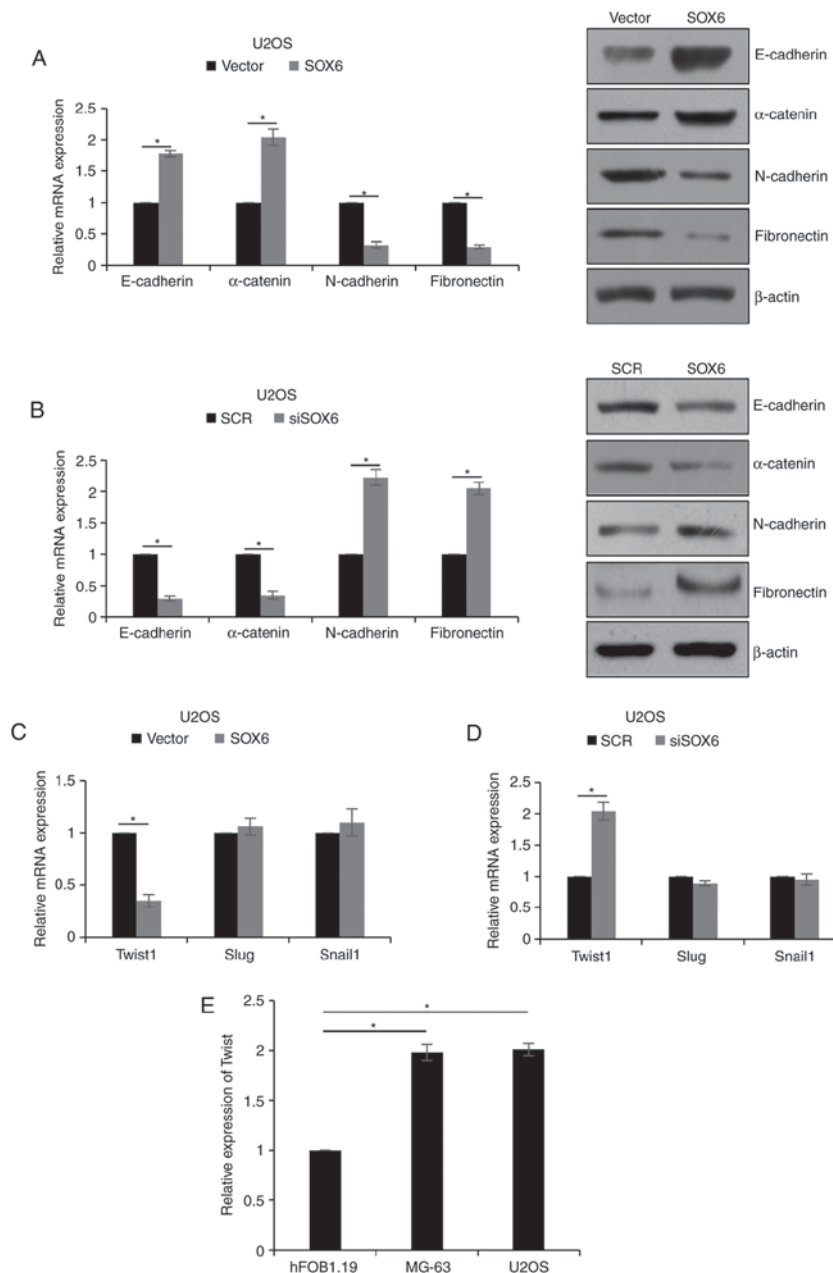 A
U2OS
Vector SOX6
Relative mRNA expression
2.5
2
1.5
1
0.5
0
* * * *
E-cadherin α-catenin N-cadherin Fibronectin
Vector SOX6
E-cadherin
α-catenin
N-cadherin
Fibronectin
β-actin
B
U2OS
SCR siSOX6
Relative mRNA expression
2.5
2
1.5
1
0.5
0
* * * *
E-cadherin α-catenin N-cadherin Fibronectin
SCR SOX6
E-cadherin
α-catenin
N-cadherin
Fibronectin
β-actin
C
U2OS
Vector SOX6
Relative mRNA expression
1.5
1
0.5
0
*
Twist1 Slug Snail1
D
U2OS
SCR siSOX6
Relative mRNA expression
2.5
2
2.5
1
2.5
0
*
Twist1 Slug Snail1
E
Relative expression of Twist
2.5
2
2.5
1
2.5
0
*
*
hFOB1.19 MG-63 U2OS